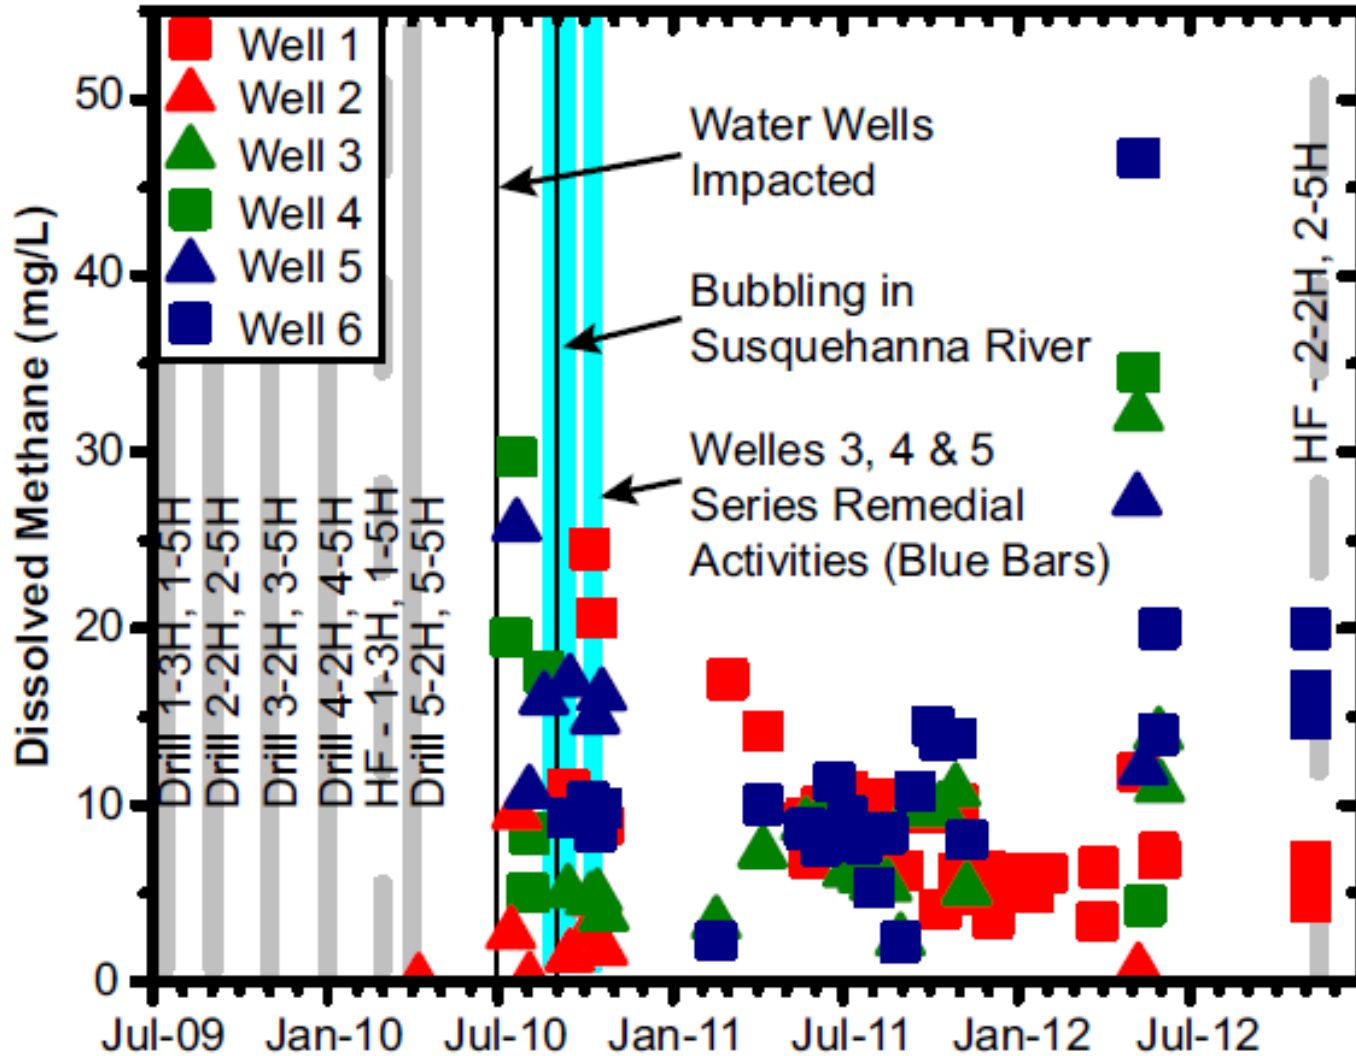 Well 1
Well 2
Well 3
Well 4
Well 5
Well 6
Water Wells
Impacted
Bubbling in
Susquehanna River
Welles 3, 4 & 5
Series Remedial
Activities (Blue Bars)
Drill 1-3H, 1-5H
Drill 2-2H, 2-5H
Drill 3-2H, 3-5H
Drill 4-2H, 4-5H
HF - 1-3H, 1-5H
Drill 5-2H, 5-5H
HF - 2-2H, 2-5H
Dissolved Methane (mg/L)
50
40
30
20
10
0
Jul-09
Jan-10
Jul-10
Jan-11
Jul-11
Jan-12
Jul-12